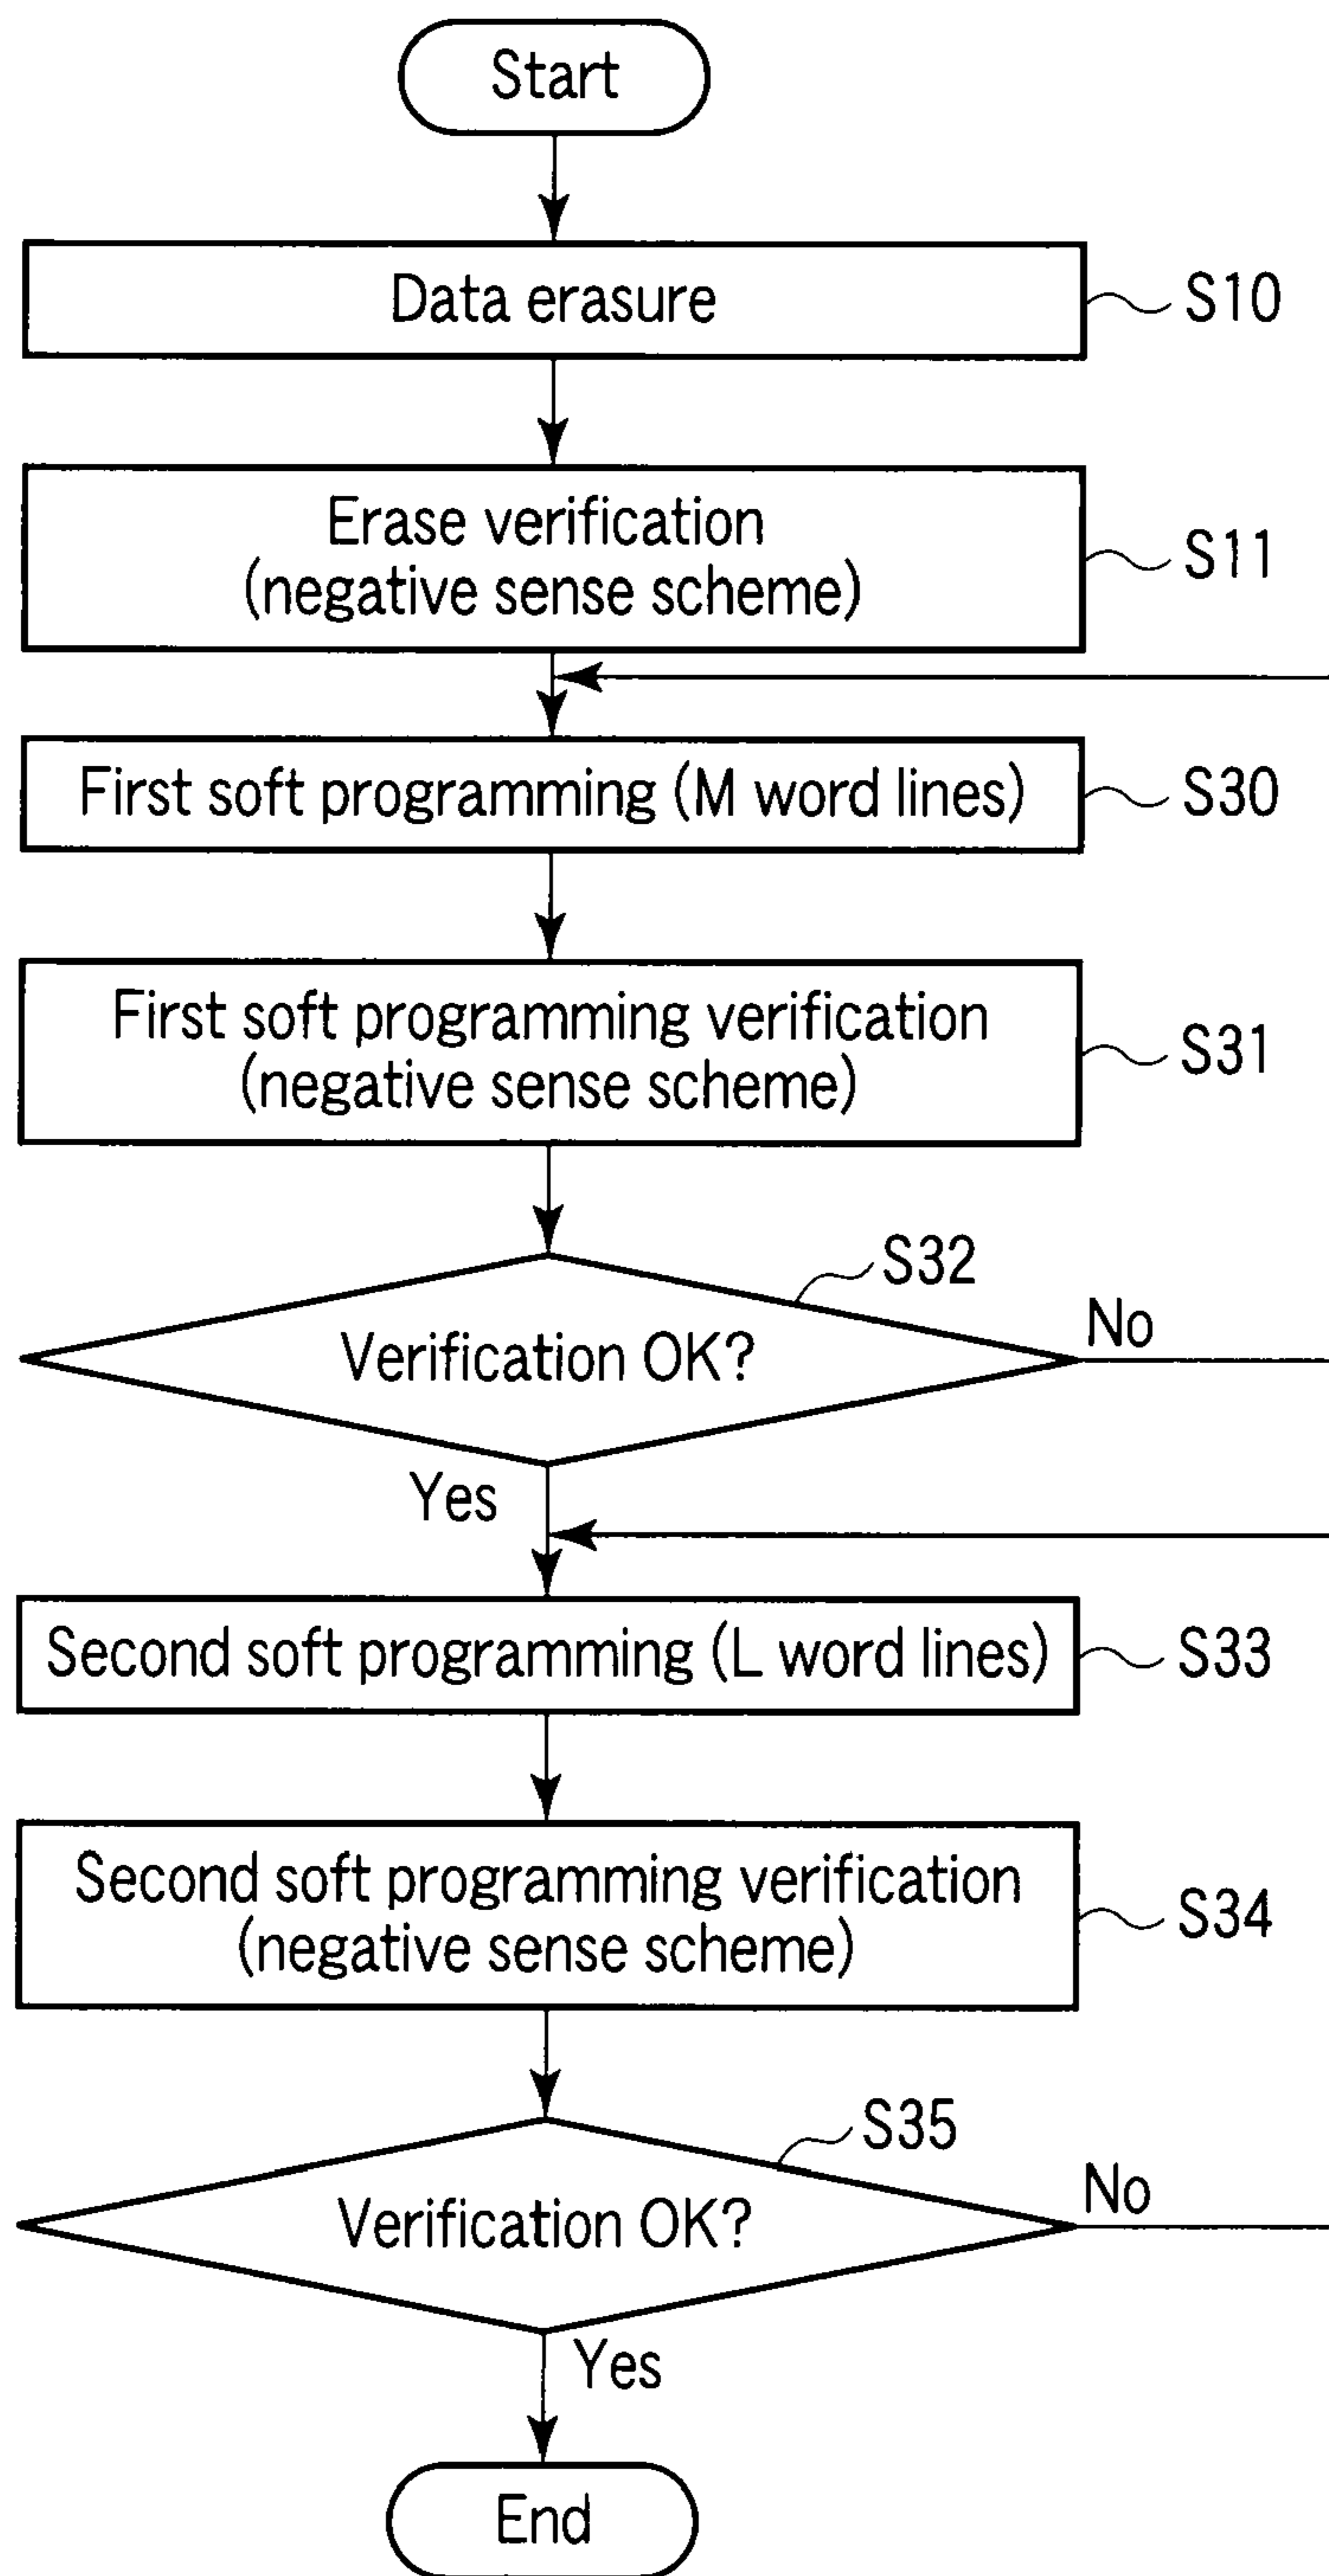 Start
Data erasure
S10
Erase verification
(negative sense scheme)
S11
First soft programming (M word lines)
S30
First soft programming verification
(negative sense scheme)
S31
S32
Verification OK?
No
Yes
Second soft programming (L word lines)
S33
Second soft programming verification
(negative sense scheme)
S34
S35
Verification OK?
No
Yes
End